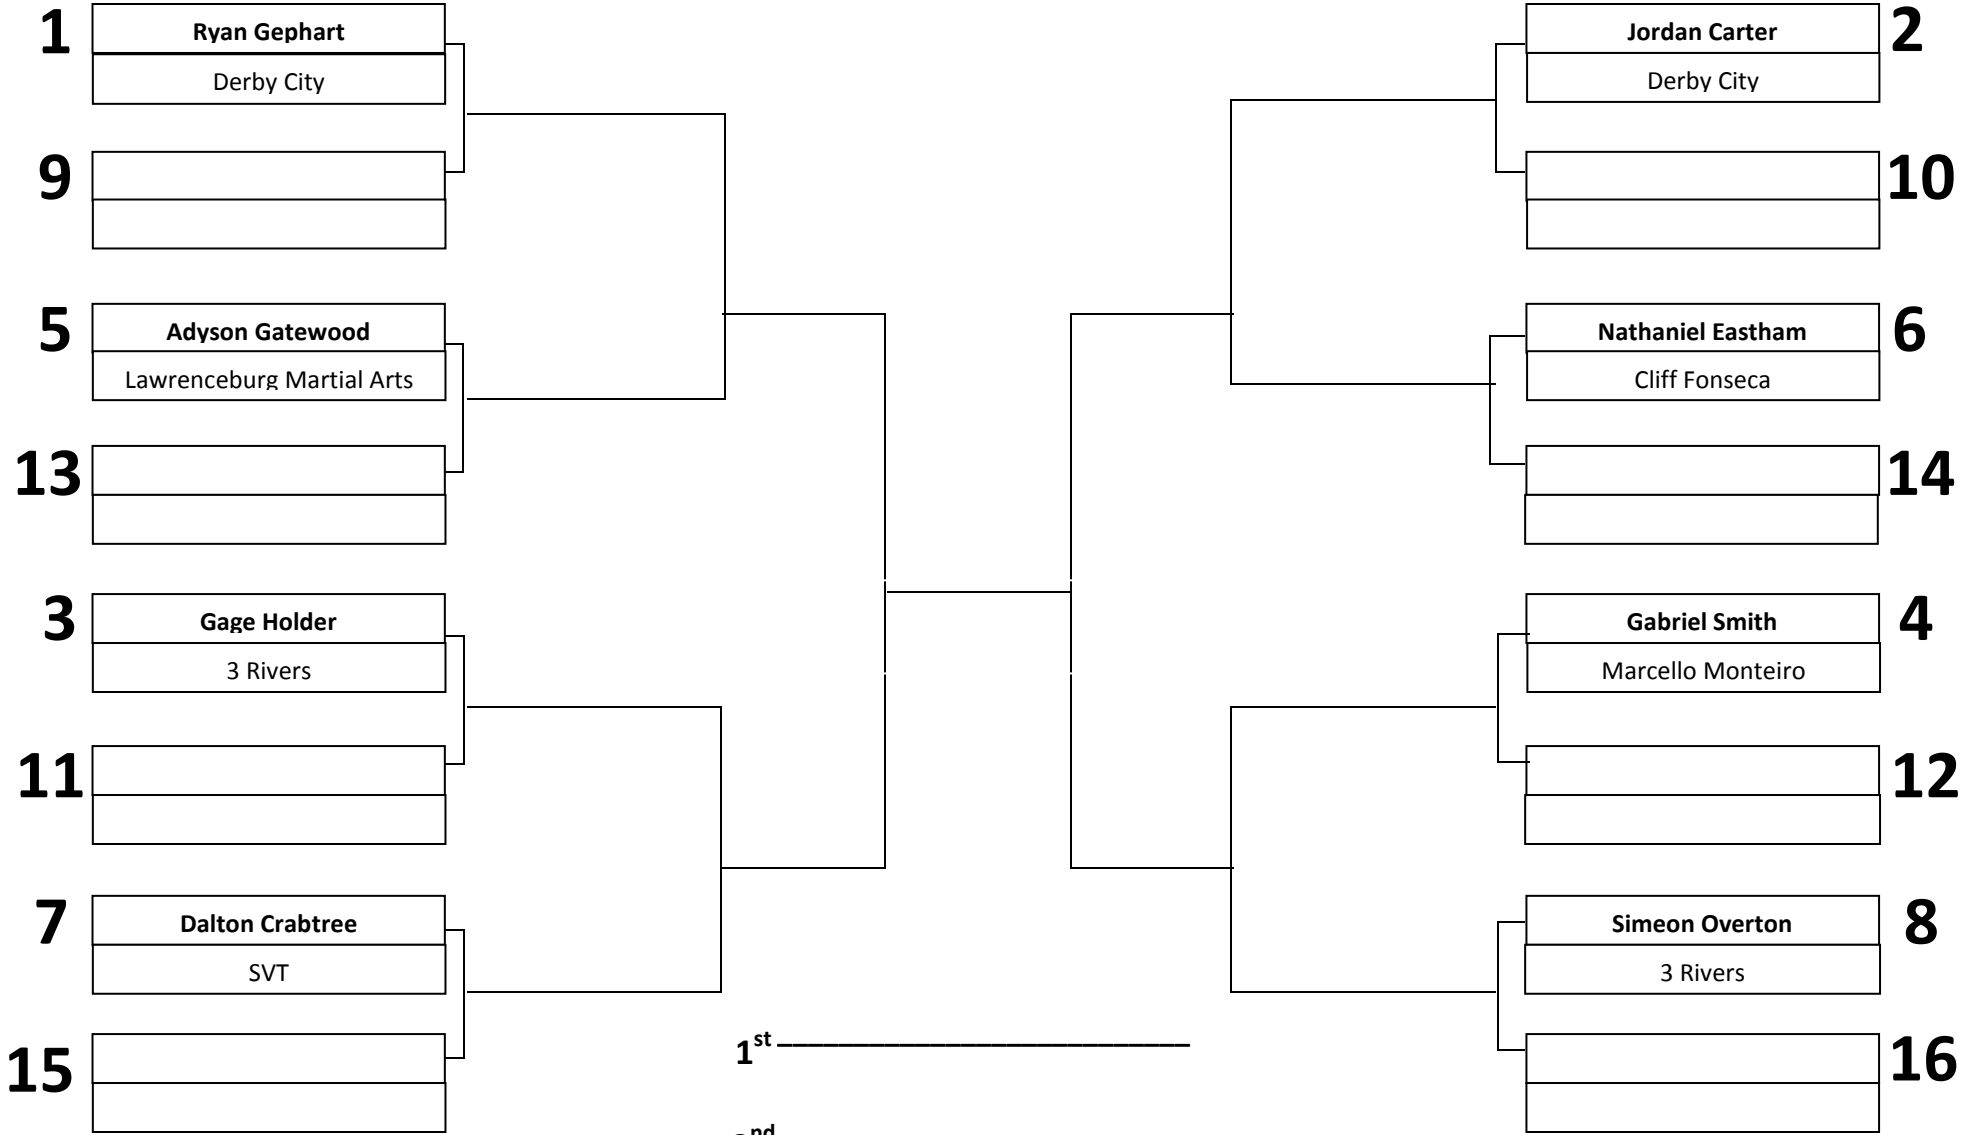 1
Ryan Gephart
Derby City
9
5
Adyson Gatewood
Lawrenceburg Martial Arts
13
3
Gage Holder
3 Rivers
11
7
Dalton Crabtree
SVT
15
1st
nd
Jordan Carter
2
Derby City
10
Nathaniel Eastham
6
Cliff Fonseca
14
Gabriel Smith
4
Marcello Monteiro
12
Simeon Overton
8
3 Rivers
16